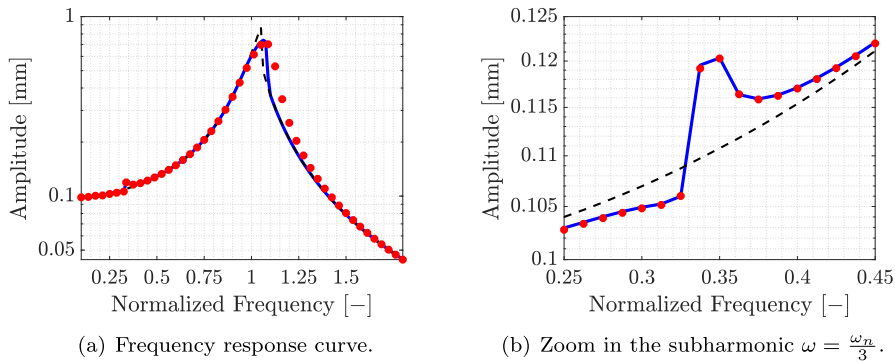 1
0.1
0.05
Amplitude [mm]
0.25 0.5 0.75 1 1.25 1.5
Normalized Frequency [−]
(a) Frequency response curve.
0.125
0.12
0.115
0.11
0.105
0.1
Amplitude [mm]
0.25 0.3 0.35 0.4 0.45
Normalized Frequency [−]
(b) Zoom in the subharmonic ω = ωₙ/3.